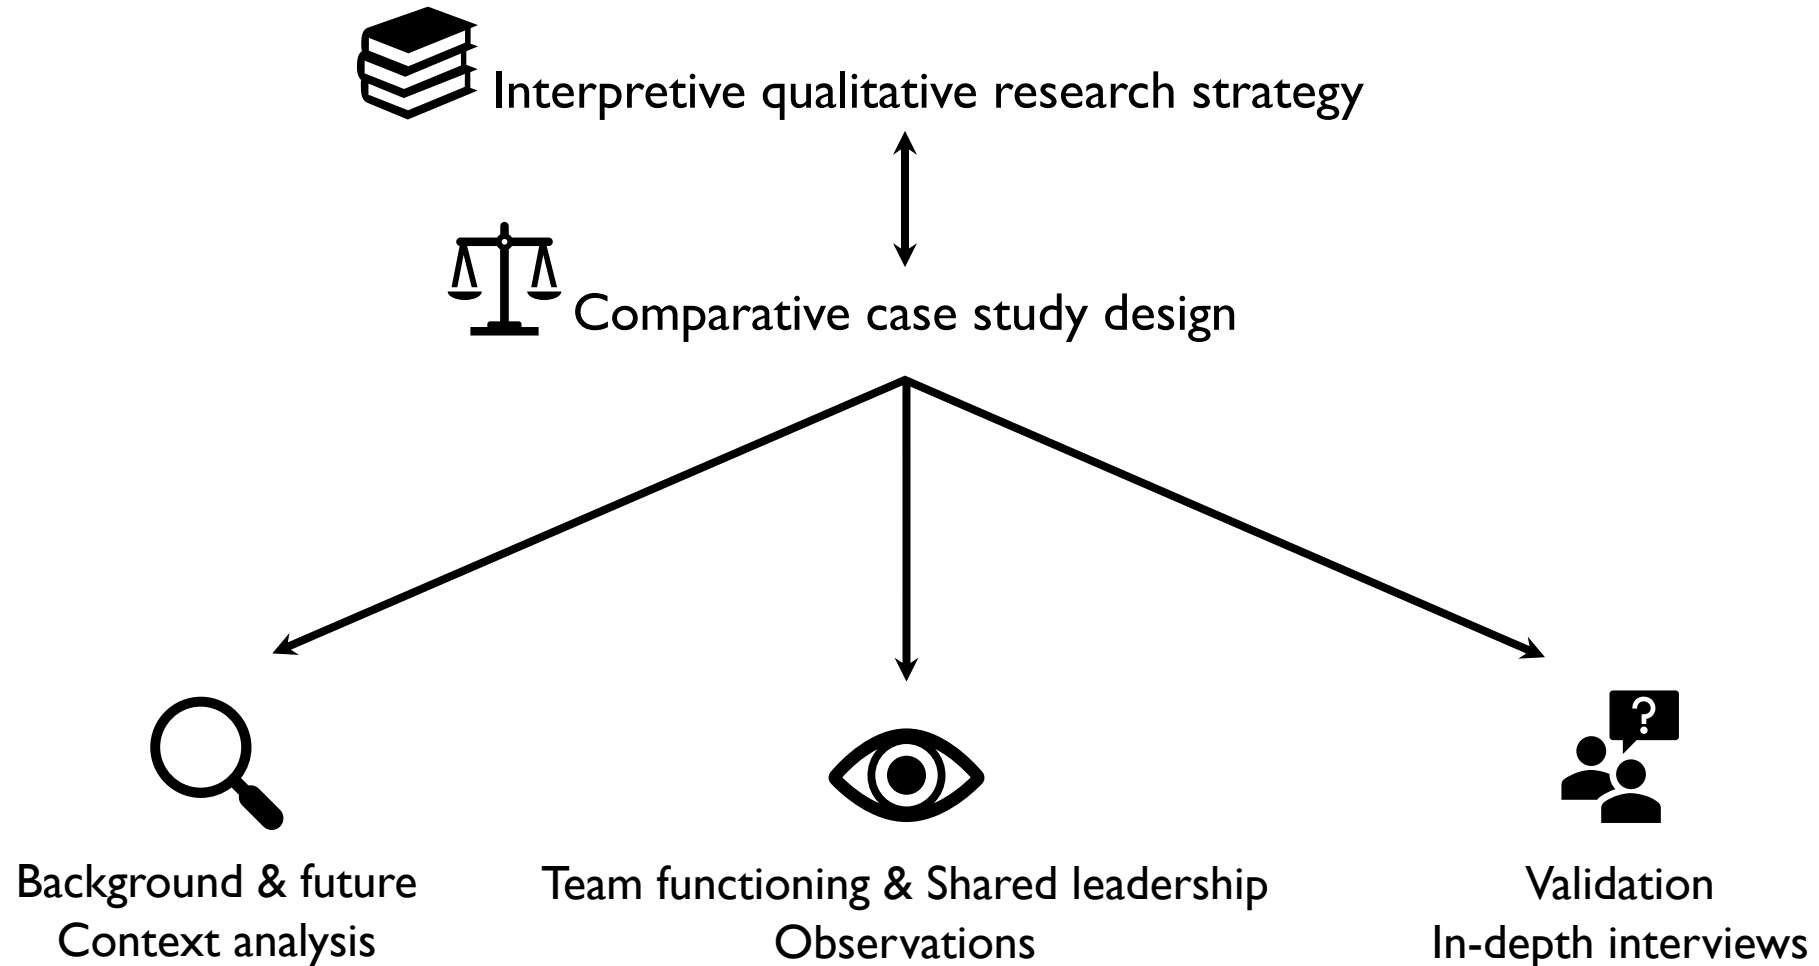 Interpretive qualitative research strategy
Comparative case study design
?
Background & future
Context analysis
Team functioning & Shared leadership
Observations
Validation
In-depth interviews